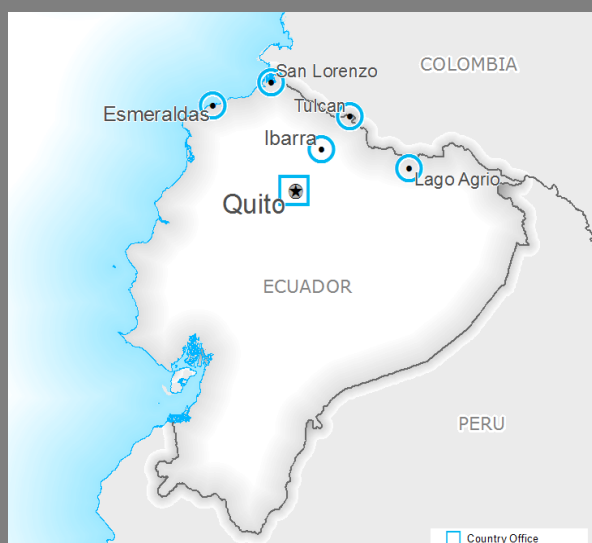 COLOMBIA
San Lorenzo
Tulcan
Esmeraldas
Ibarra
Lago Agrio
Quito
ECUADOR
PERU
Country Office